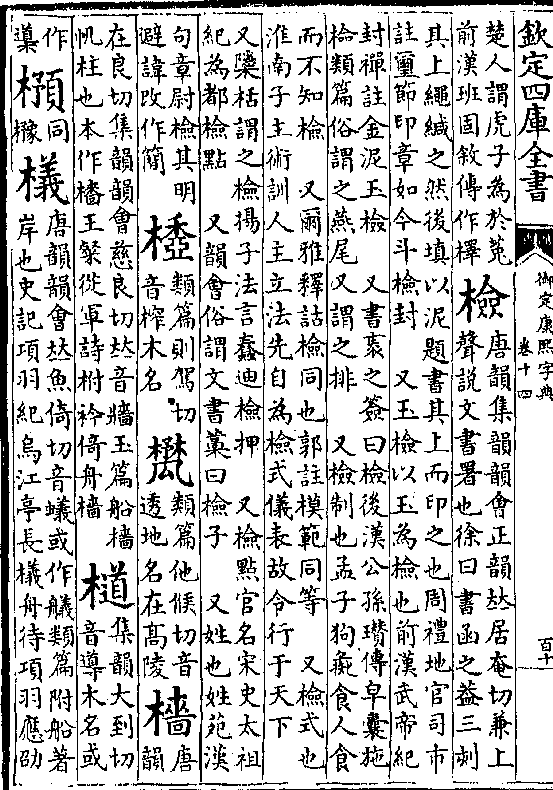 欽定四庫全書
御定康熙字典
卷十四
百十
楚人謂虎子為於菟
前漢班固敘傳作檡
檢
唐韻集韻韻會正韻𠀤居奄切兼上
聲說文書署也徐曰書函之蓋三刺
其上繩緘之然後填以泥題書其上而印之也周禮地官司市
註璽節印章如今斗檢封　又玉檢以玉為檢也前漢武帝紀
封禪註金泥玉檢　又書袠之簽曰檢後漢公孫瓚傳皁囊施
檢類篇俗謂之燕尾又謂之排　又檢制也孟子狗彘食人食
而不知檢　又爾雅釋詁檢同也郭註模範同等　又檢式也
淮南子主術訓人主立法先自為檢式儀表故令行于天下
又檃栝謂之檢揚子法言蠢迪檢押　又檢點官名宋史太祖
紀為都檢點　又韻會俗謂文書藁曰檢子　又姓也姓苑漢
句章尉檢其明
避諱改作簡
類篇則駕切
音榨木名
類篇他候切音
透地名在髙陵
檣
唐
韻
在良切集韻韻會慈良切𠀤音牆玉篇船檣
帆柱也本作樯王粲從軍詩拊衿倚舟檣
檤
集韻大到切
音導木名或
作
同
檥
唐韻韻會𠀤魚倚切音蟻或作艤類篇附船著
岸也史記項羽紀烏江亭長檥舟待項羽應劭